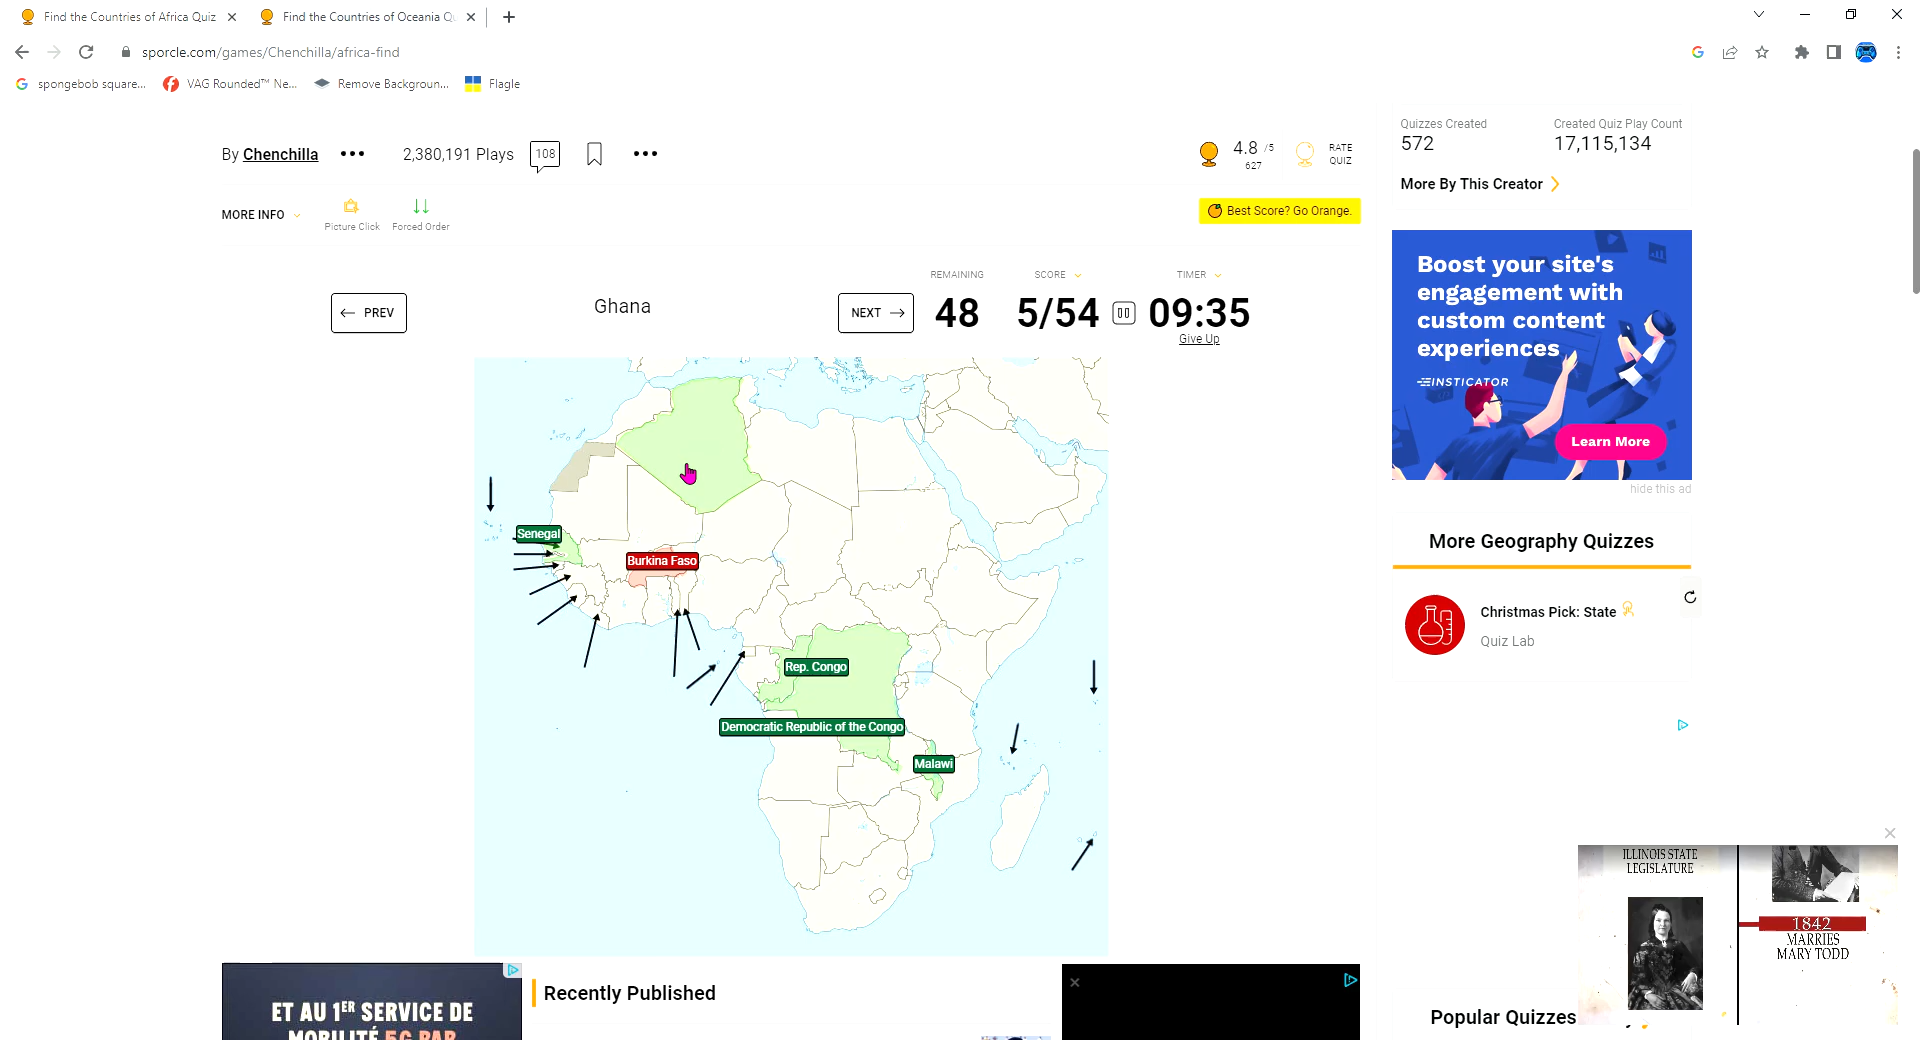 Find the Countries of Africa Quiz
Find the Countries of Oceania Qu
sporcle.com/games/Chenchilla/africa-find
spongebob square...
VAG Rounded™ Ne...
Remove Backgroun...
Flagle
By Chenchilla
2,380,191 Plays
108
4.8 /5
627
RATE
QUIZ
MORE INFO
Picture Click
Forced Order
Best Score? Go Orange.
REMAINING
SCORE
TIMER
← PREV
Ghana
NEXT →
48
5/54
09:35
Give Up
Senegal
Burkina Faso
Rep. Congo
Democratic Republic of the Congo
Malawi
Quizzes Created
572
Created Quiz Play Count
17,115,134
More By This Creator
Boost your site's
engagement with
custom content
experiences
INSTICATOR
Learn More
hide this ad
More Geography Quizzes
Christmas Pick: State
Quiz Lab
ILLINOIS STATE
LEGISLATURE
1842
MARRIES
MARY TODD
Popular Quizzes
ET AU 1ER SERVICE DE
MOBILITÉ 5G PAR
Recently Published